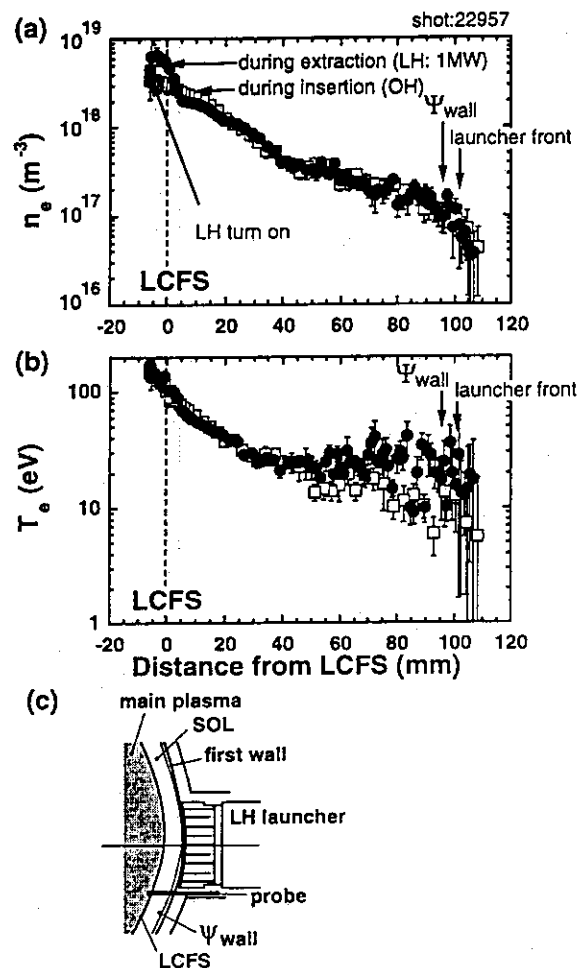 shot:22957
(a)
10^19
during extraction (LH: 1MW)
during insertion (OH)
Ψwall
launcher front
10^18
n_e (m^-3)
10^17
LH turn on
LCFS
10^16
-20 0 20 40 60 80 100 120
(b)
Ψwall
launcher front
100
T_e (eV)
10
LCFS
1
-20 0 20 40 60 80 100 120
Distance from LCFS (mm)
(c)
main plasma
SOL
first wall
LH launcher
probe
Ψwall
LCFS